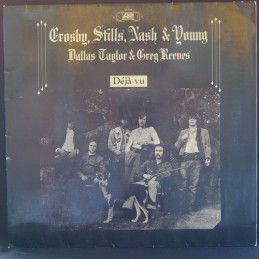 Crosby, Stills, Nash & Young
Dallas Taylor & Greg Reeves
Déjà vu